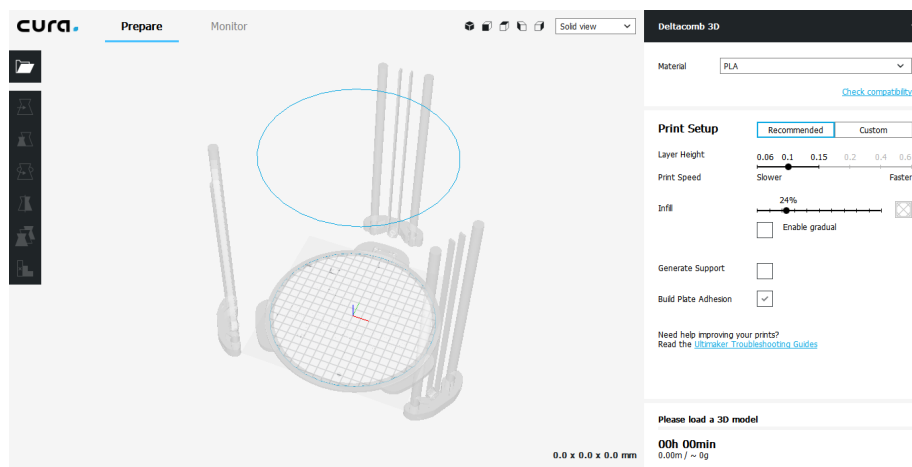 cura.
Prepare
Monitor
Solid view
Deltacomb 3D
Material
PLA
Check compatibility
Print Setup
Recommended
Custom
Layer Height
0.06 0.1 0.15 0.2 0.4 0.6
Print Speed
Slower
Faster
24%
Infill
Enable gradual
Generate Support
Build Plate Adhesion
Need help improving your prints?
Read the Ultimaker Troubleshooting Guides
Please load a 3D model
00h 00min
0.00m / ~ 0g
0.0 x 0.0 x 0.0 mm